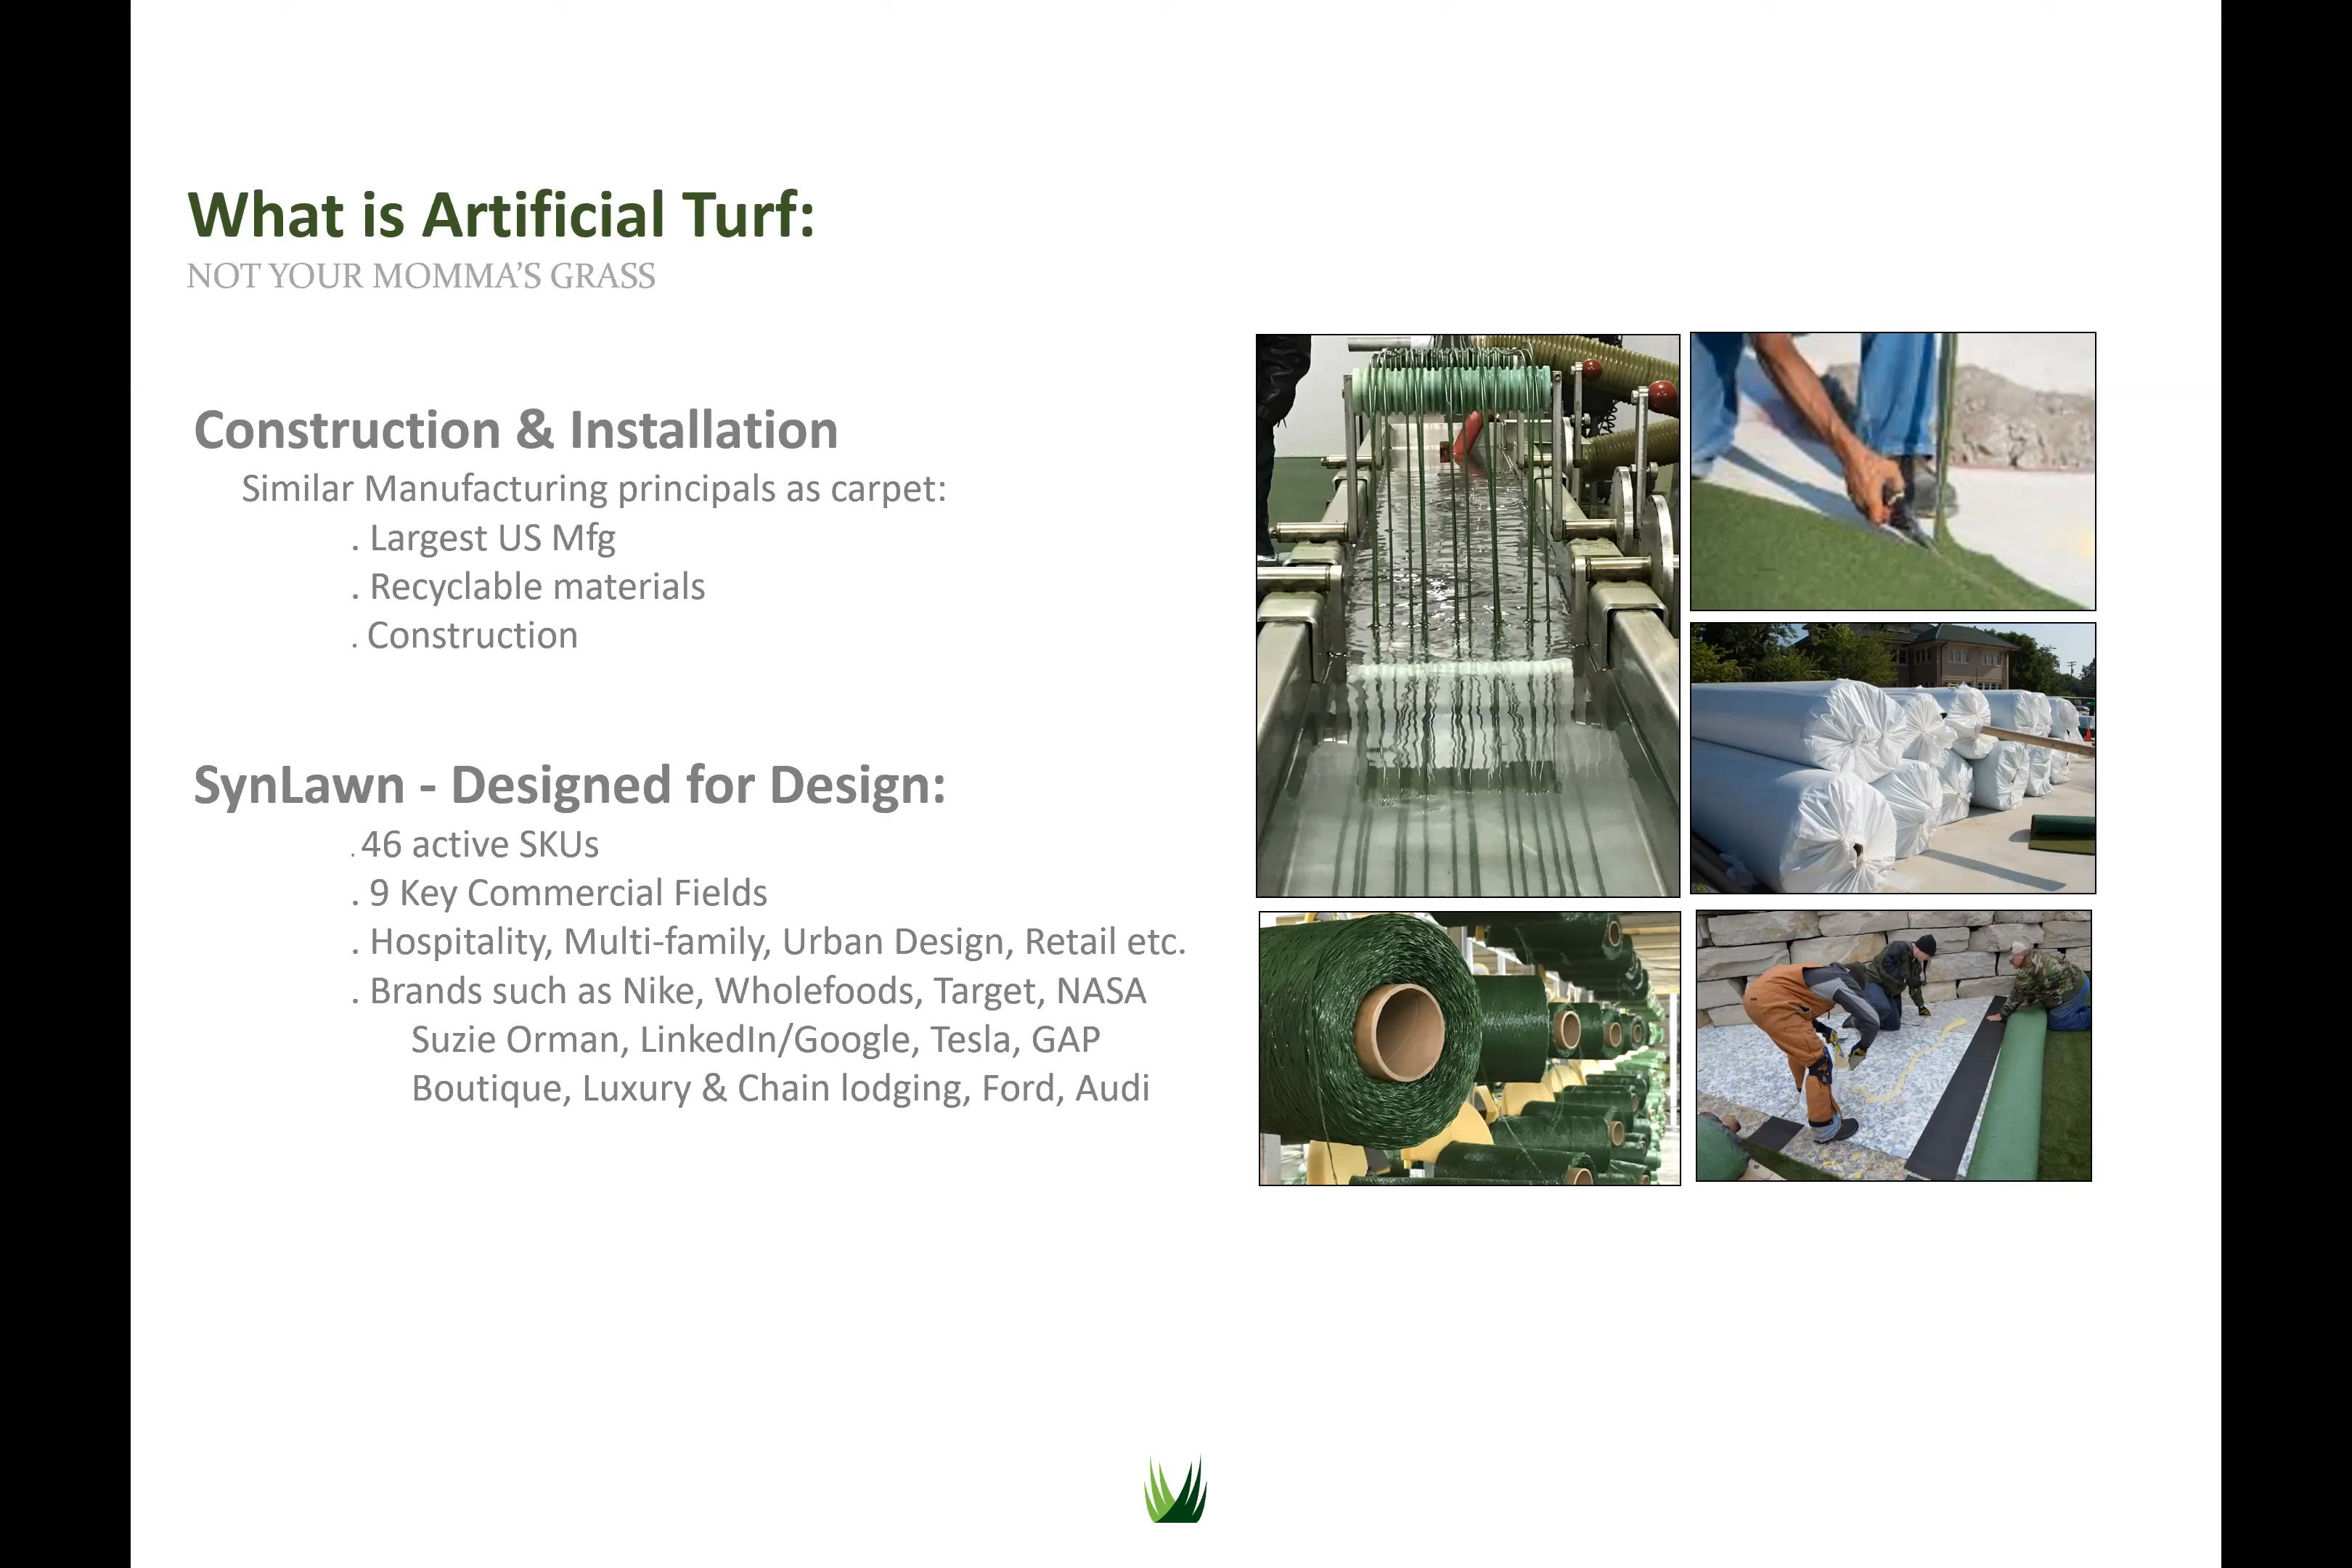 What is Artificial Turf:
NOT YOUR MOMMA’S GRASS
Construction & Installation
Similar Manufacturing principals as carpet:
. Largest US Mfg
. Recyclable materials
. Construction
SynLawn - Designed for Design:
. 46 active SKUs
. 9 Key Commercial Fields
. Hospitality, Multi-family, Urban Design, Retail etc.
. Brands such as Nike, Wholefoods, Target, NASA
Suzie Orman, LinkedIn/Google, Tesla, GAP
Boutique, Luxury & Chain lodging, Ford, Audi